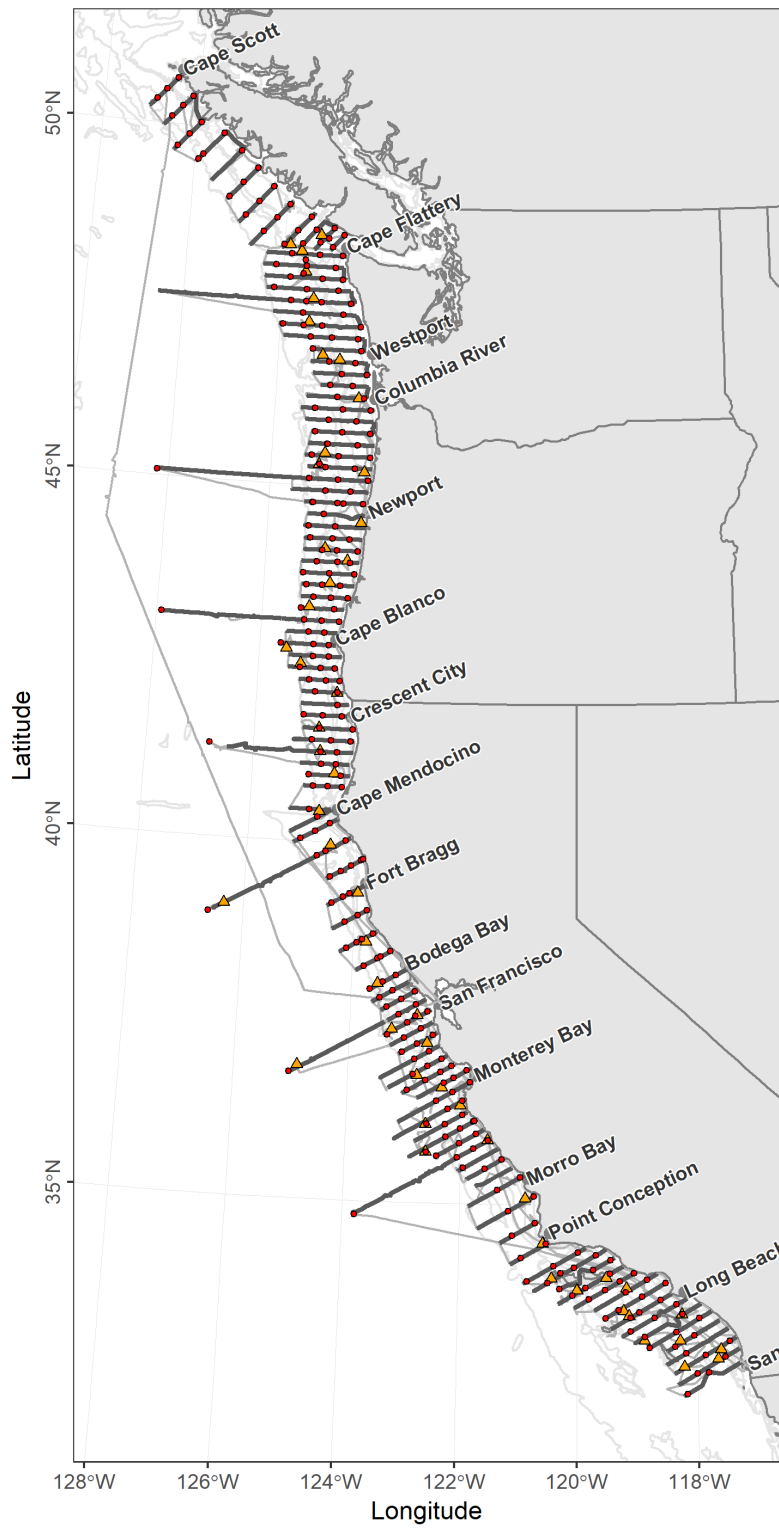 Cape Scott
50°N
Cape Flattery
Westport
Columbia River
45°N
Newport
Cape Blanco
Crescent City
Latitude
Cape Mendocino
40°N
Fort Bragg
Bodega Bay
San Francisco
Monterey Bay
Morro Bay
35°N
Point Conception
Long Beach
San
128°W 126°W 124°W 122°W 120°W 118°W
Longitude